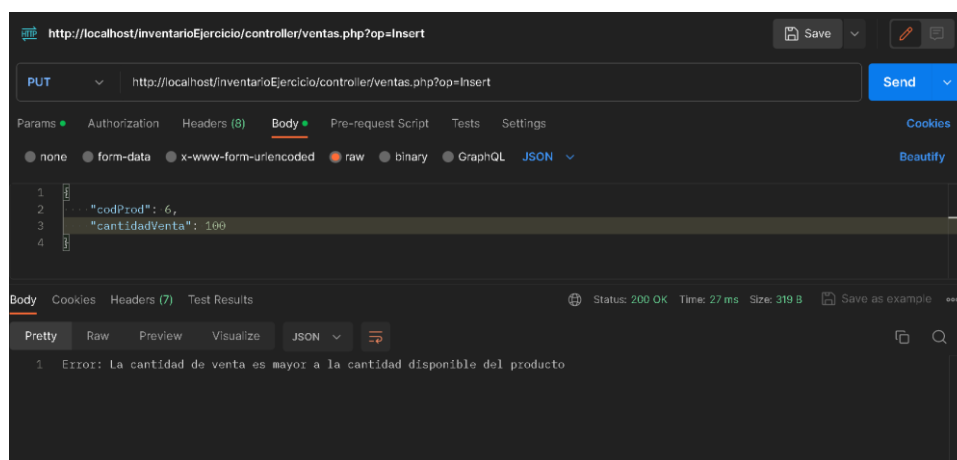 HTTP http://localhost/inventarioEjercicio/controller/ventas.php?op=Insert Save
PUT http://localhost/inventarioEjercicio/controller/ventas.php?op=Insert Send
Params Authorization Headers (8) Body Pre-request Script Tests Settings Cookies
none form-data x-www-form-urlencoded raw binary GraphQL JSON Beautify
1 {
2 "codProd": 6,
3 "cantidadVenta": 100
4 }
Body Cookies Headers (7) Test Results Status: 200 OK Time: 27 ms Size: 319 B Save as example
Pretty Raw Preview Visualize JSON
1 Error: La cantidad de venta es mayor a la cantidad disponible del producto